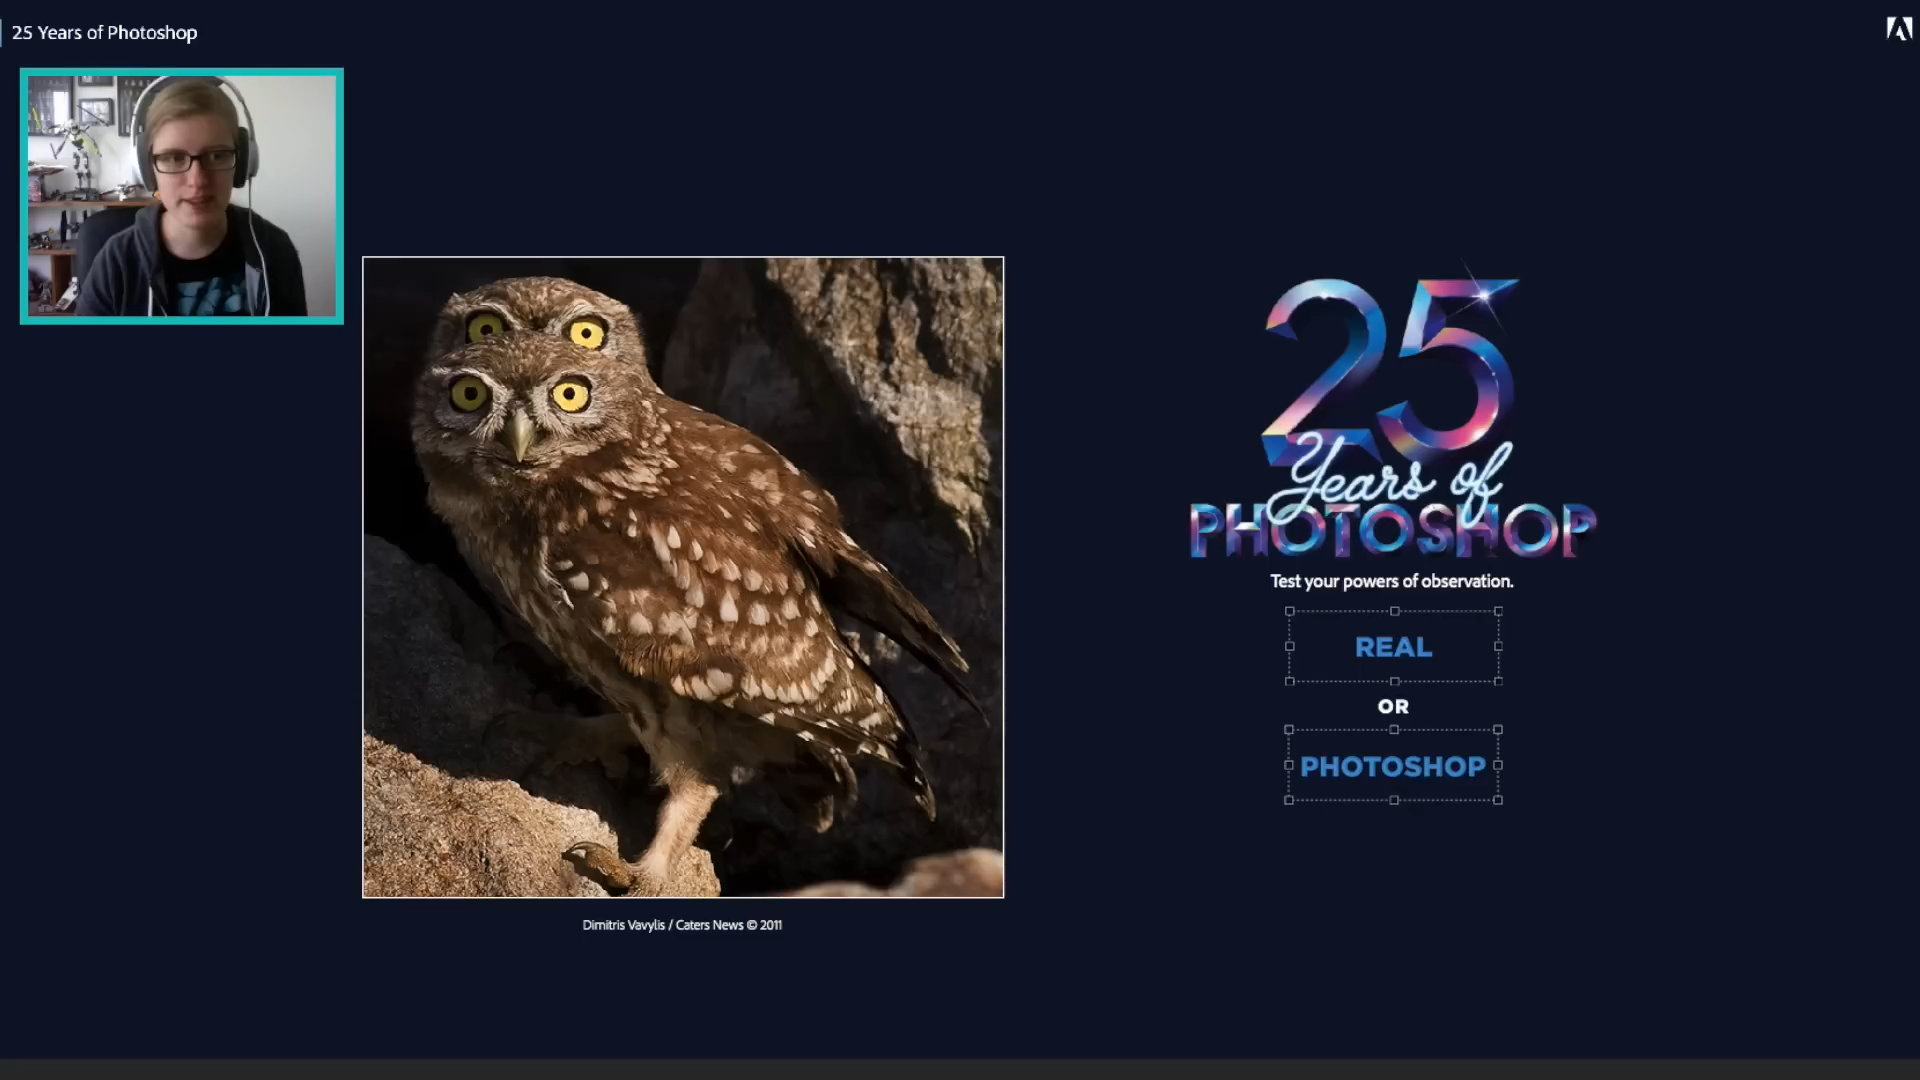 25 Years of Photoshop
25
Years of
PHOTOSHOP
Test your powers of observation.
REAL
OR
PHOTOSHOP
Dimitris Vavylis / Caters News © 2011